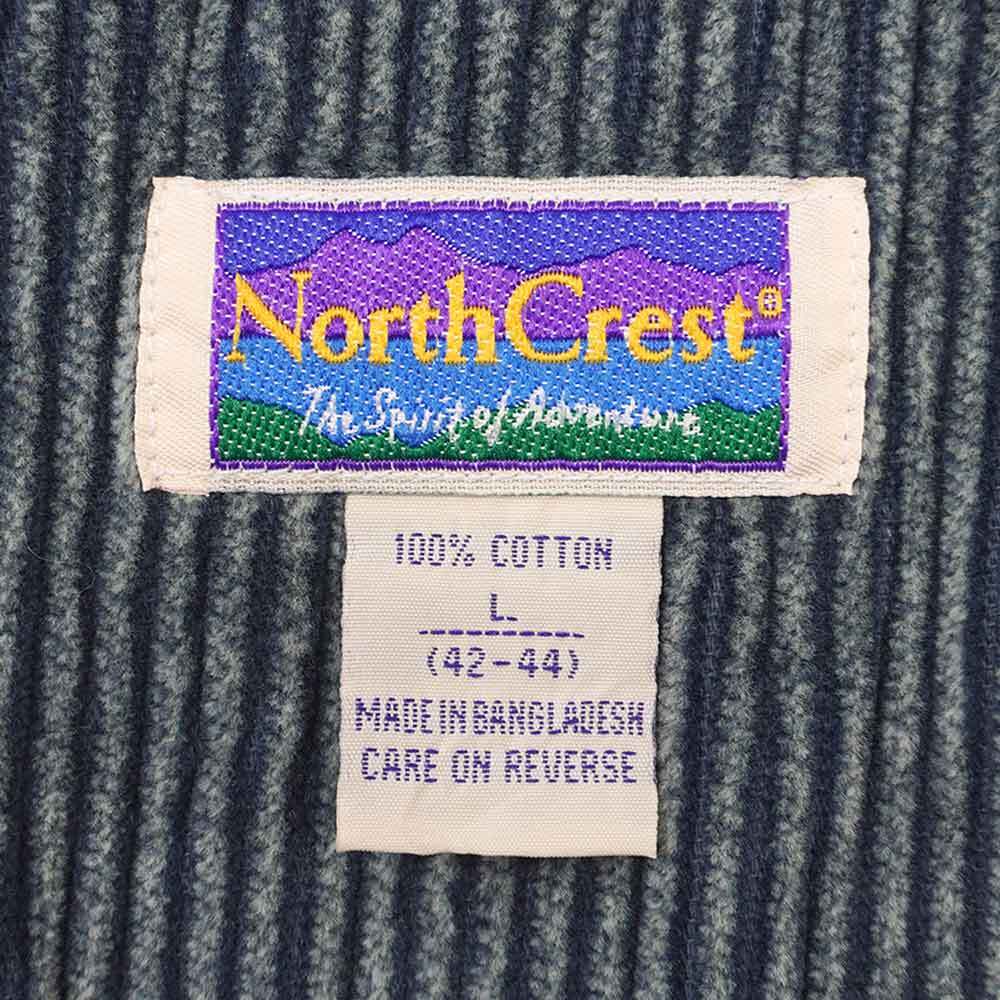 NorthCrest®
The Spirit of Adventure
100% COTTON
L.
(42-44)
MADE IN BANGLADESH
CARE ON REVERSE